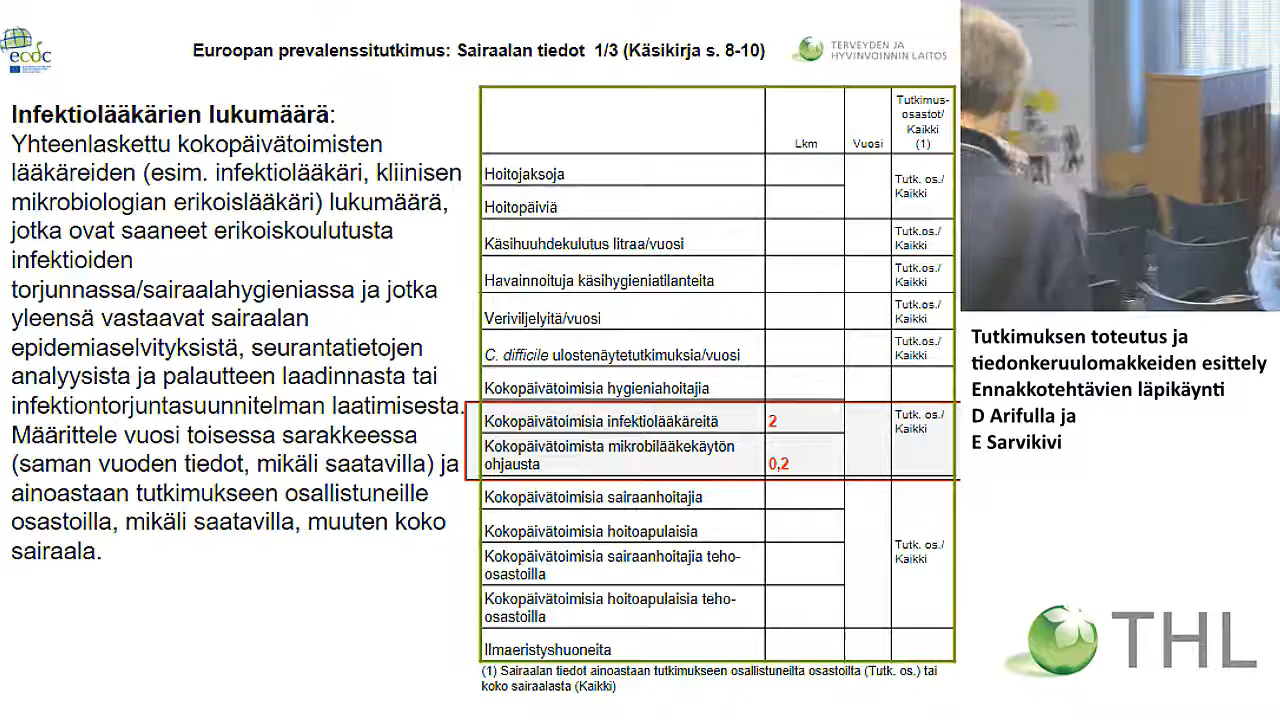 ecdc
Euroopan prevalenssitutkimus: Sairaalan tiedot 1/3 (Käsikirja s. 8-10)
TERVEYDEN JA
HYVINVOINNIN LAITOS
Infektiolääkärien lukumäärä:
Yhteenlaskettu kokopäivätoimisten
lääkäreiden (esim. infektiolääkäri, kliinisen
mikrobiologian erikoislääkäri) lukumäärä,
jotka ovat saaneet erikoiskoulutusta
infektioiden
torjunnassa/sairaalahygieniassa ja jotka
yleensä vastaavat sairaalan
epidemiaselvityksistä, seurantatietojen
analyysista ja palautteen laadinnasta tai
infektiontorjuntasuunnitelman laatimisesta.
Määrittele vuosi toisessa sarakkeessa
(saman vuoden tiedot, mikäli saatavilla) ja
ainoastaan tutkimukseen osallistuneille
osastoilla, mikäli saatavilla, muuten koko
sairaala.
Lkm
Vuosi
Tutkimus-
osastot/
Kaikki
(1)
Hoitojaksoja
Hoitopäiviä
Tutk. os./
Kaikki
Käsihuuhdekulutus litraa/vuosi
Tutk.os./
Kaikki
Havainnoituja käsihygieniatilanteita
Tutk.os./
Kaikki
Veriviljelyitä/vuosi
Tutk.os./
Kaikki
C. difficile ulostenäytetutkimuksia/vuosi
Tutk.os./
Kaikki
Kokopäivätoimisia hygieniahoitajia
Kokopäivätoimisia infektiolääkäreitä
2
Tutk. os./
Kaikki
Kokopäivätoimista mikrobilääkekäytön
ohjausta
0,2
Kokopäivätoimisia sairaanhoitajia
Kokopäivätoimisia hoitoapulaisia
Kokopäivätoimisia sairaanhoitajia teho-
osastoilla
Tutk. os./
Kaikki
Kokopäivätoimisia hoitoapulaisia teho-
osastoilla
Ilmaeristyshuoneita
(1) Sairaalan tiedot ainoastaan tutkimukseen osallistuneilta osastoilta (Tutk. os.) tai
koko sairaalasta (Kaikki)
Tutkimuksen toteutus ja
tiedonkeruulomakkeiden esittely
Ennakkotehtävien läpikäynti
D Arifulla ja
E Sarvikivi
THL